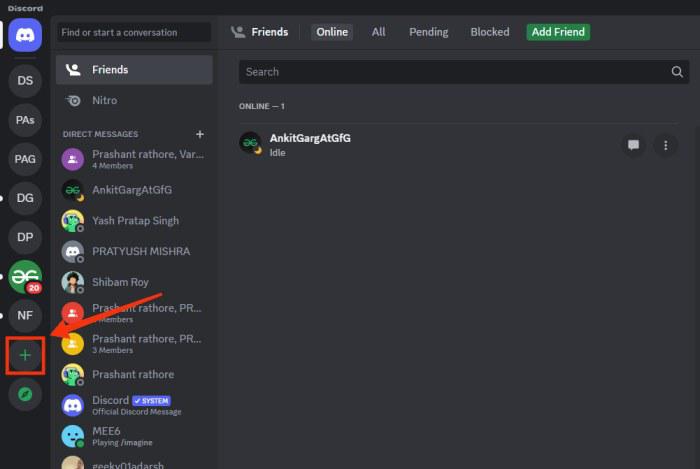 Discord
DS
PAs
PAG
DG
DP
20
NF
Find or start a conversation
Friends
Nitro
DIRECT MESSAGES
Prashant rathore, Var...
4 Members
AnkitGargAtGfG
Yash Pratap Singh
PRATYUSH MISHRA
Shibam Roy
Prashant rathore, PR...
Members
Prashant rathore, PRA...
3 Members
Prashant rathore
Discord SYSTEM
Official Discord Message
MEE6
Playing /imagine
geeky01adarsh
Friends Online All Pending Blocked Add Friend
Search
ONLINE — 1
AnkitGargAtGfG
Idle